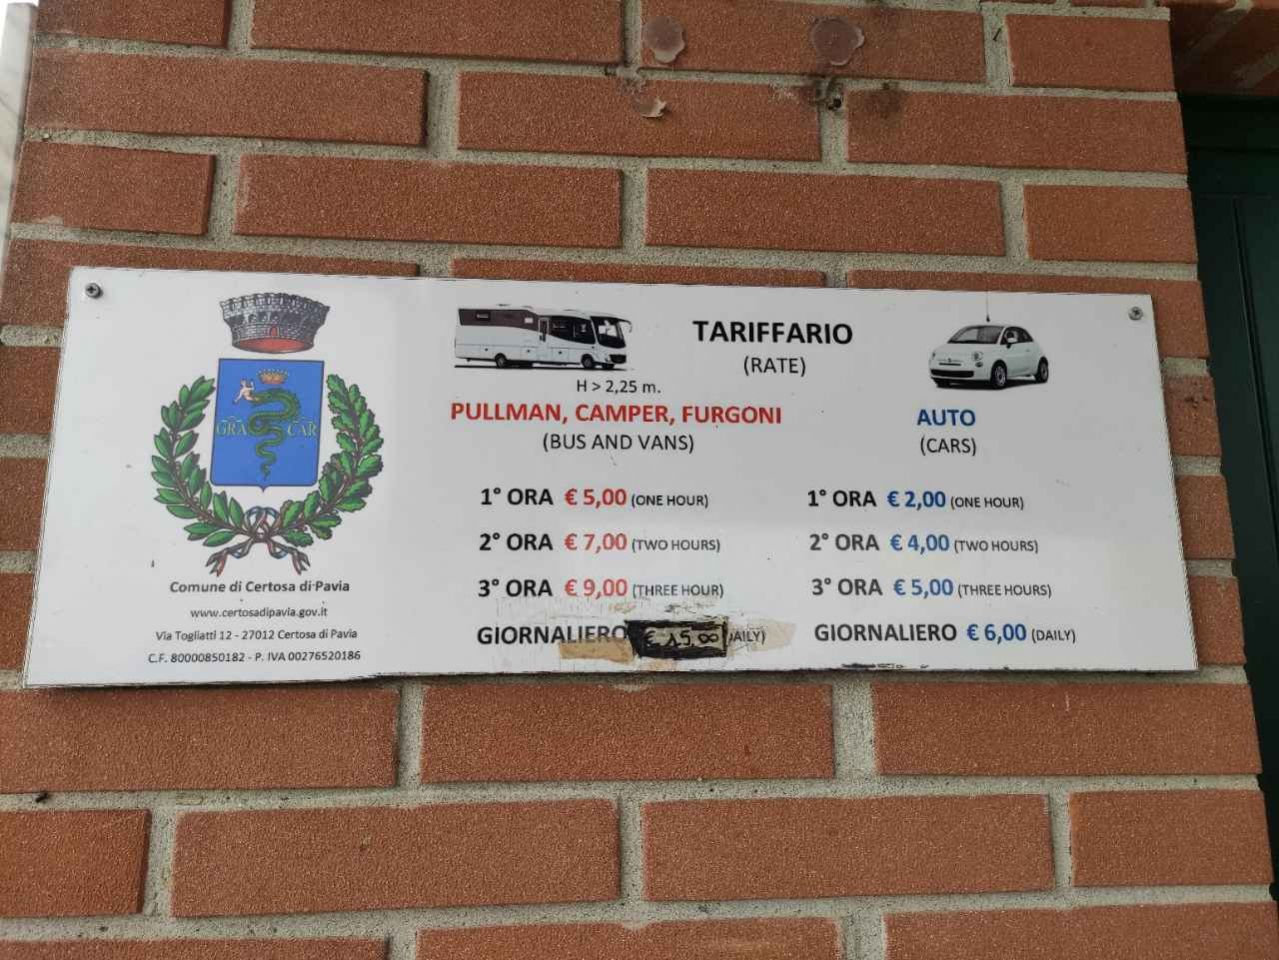 GRA CAR
Comune di Certosa di Pavia
www.certosadipavia.gov.it
Via Togliatti 12 - 27012 Certosa di Pavia
C.F. 80000850182 - P. IVA 00276520186
TARIFFARIO
(RATE)
H > 2,25 m.
PULLMAN, CAMPER, FURGONI
(BUS AND VANS)
1° ORA € 5,00 (ONE HOUR)
2° ORA € 7,00 (TWO HOURS)
3° ORA € 9,00 (THREE HOUR)
GIORNALIERO € 15,00 DAILY)
AUTO
(CARS)
1° ORA € 2,00 (ONE HOUR)
2° ORA € 4,00 (TWO HOURS)
3° ORA € 5,00 (THREE HOURS)
GIORNALIERO € 6,00 (DAILY)